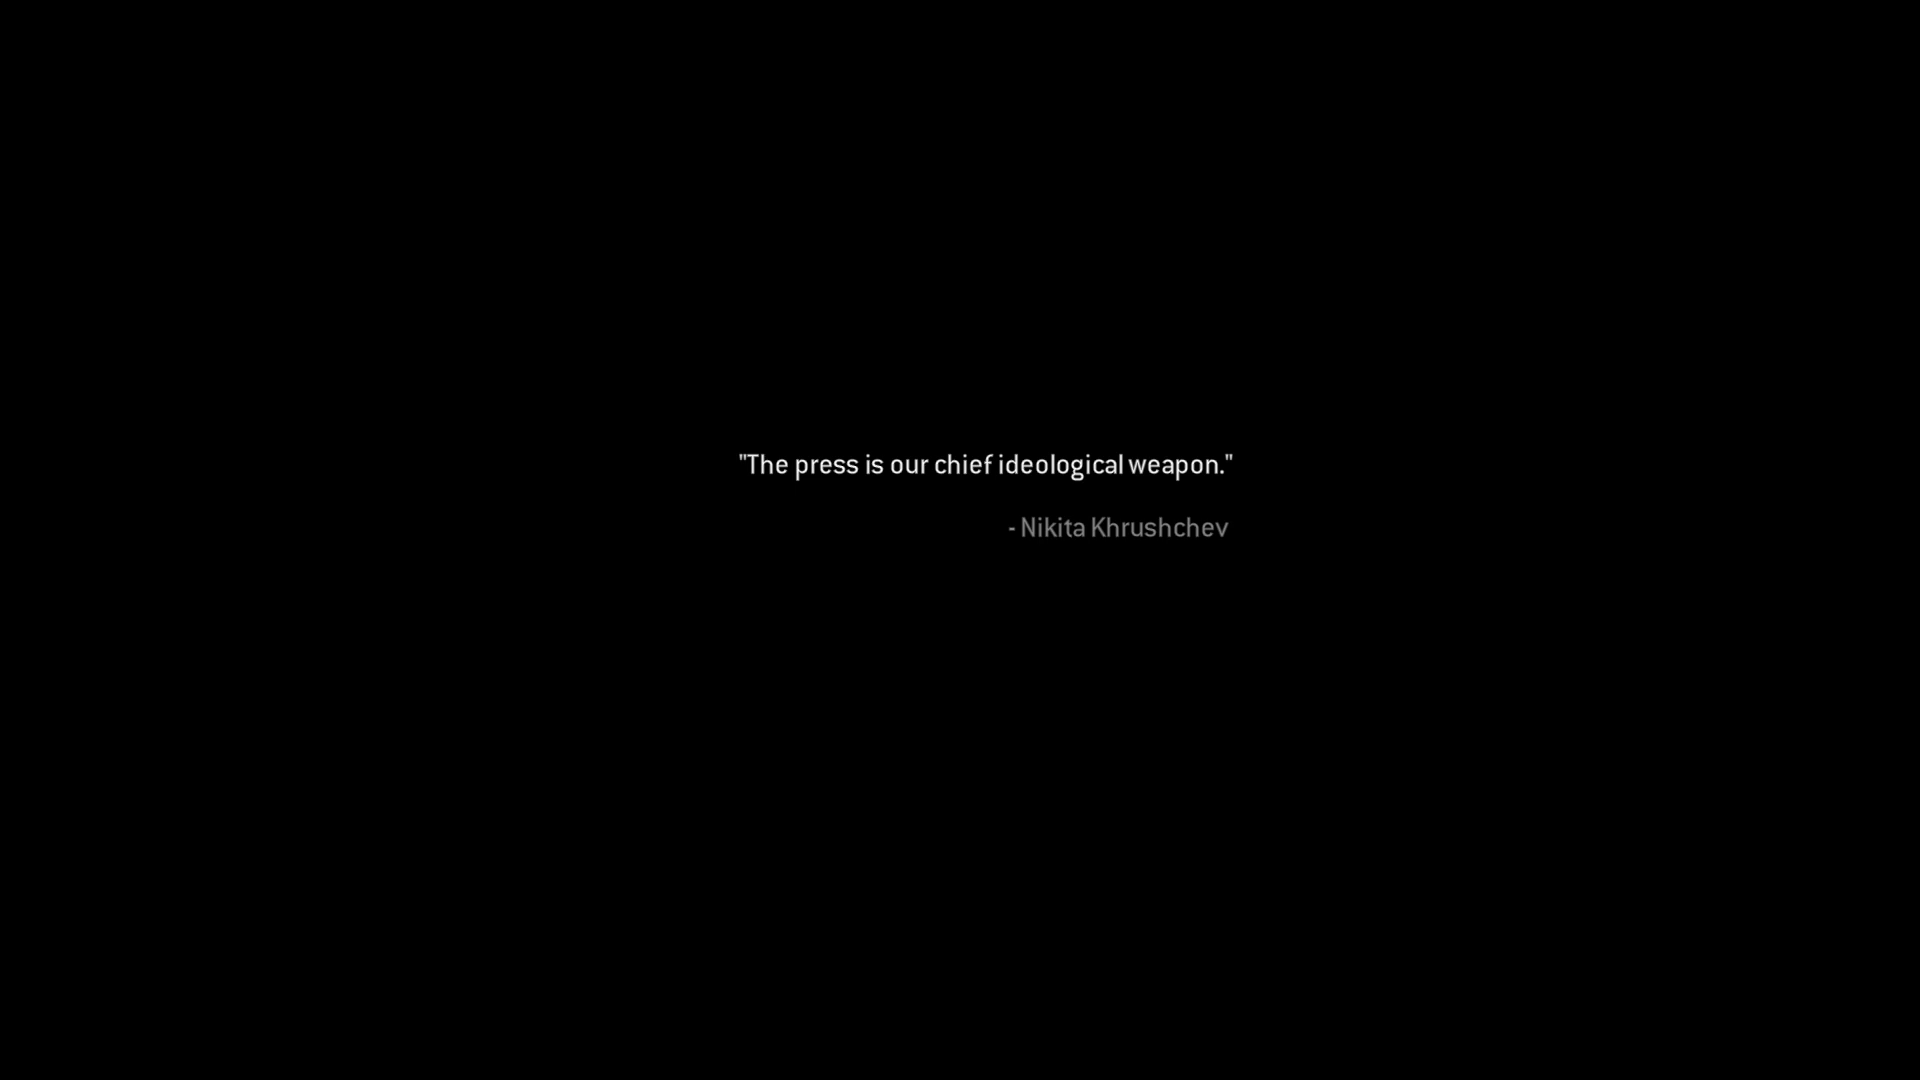 "The press is our chief ideological weapon."
- Nikita Khrushchev